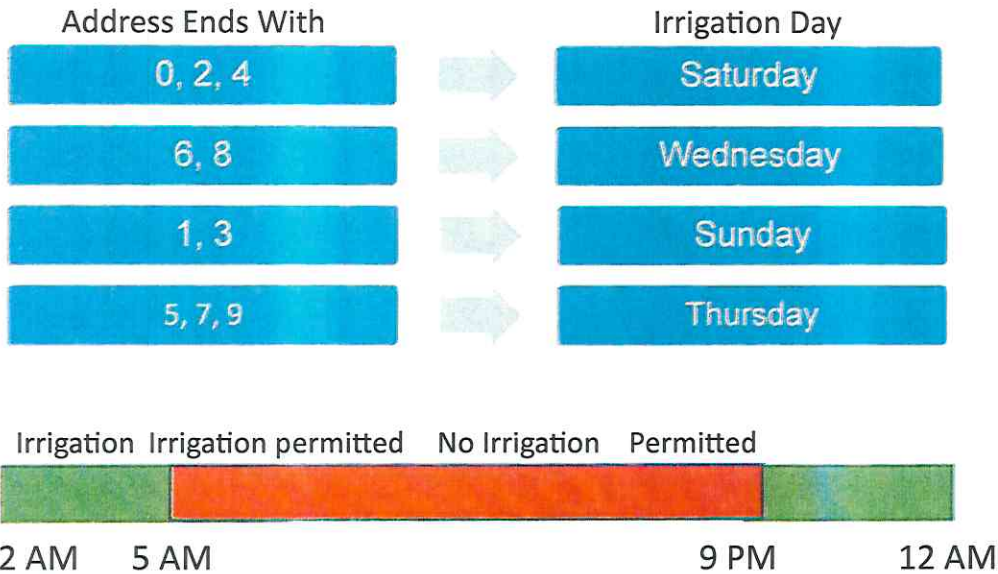 Address Ends With Irrigation Day
0, 2, 4 Saturday
6, 8 Wednesday
1, 3 Sunday
5, 7, 9 Thursday
Irrigation Irrigation permitted No Irrigation Permitted
2 AM 5 AM 9 PM 12 AM